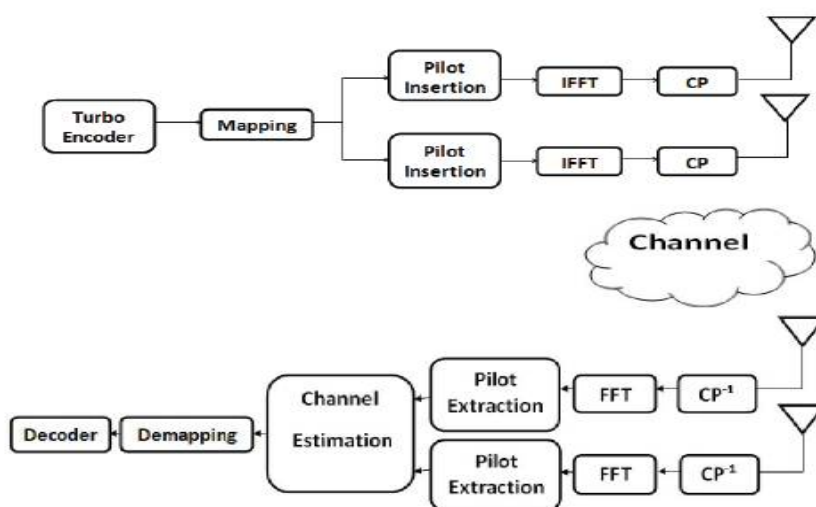 Pilot
Insertion
IFFT
CP
Turbo
Encoder
Mapping
Pilot
Insertion
IFFT
CP
Channel
Pilot
Extraction
FFT
CP⁻¹
Channel
Estimation
Decoder
Demapping
Pilot
Extraction
FFT
CP⁻¹